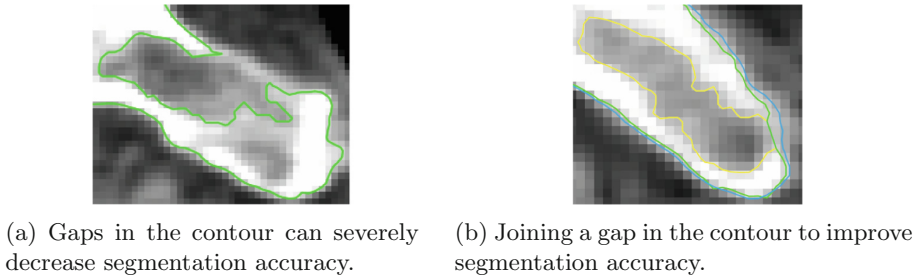 (a) Gaps in the contour can severely
decrease segmentation accuracy.
(b) Joining a gap in the contour to improve
segmentation accuracy.